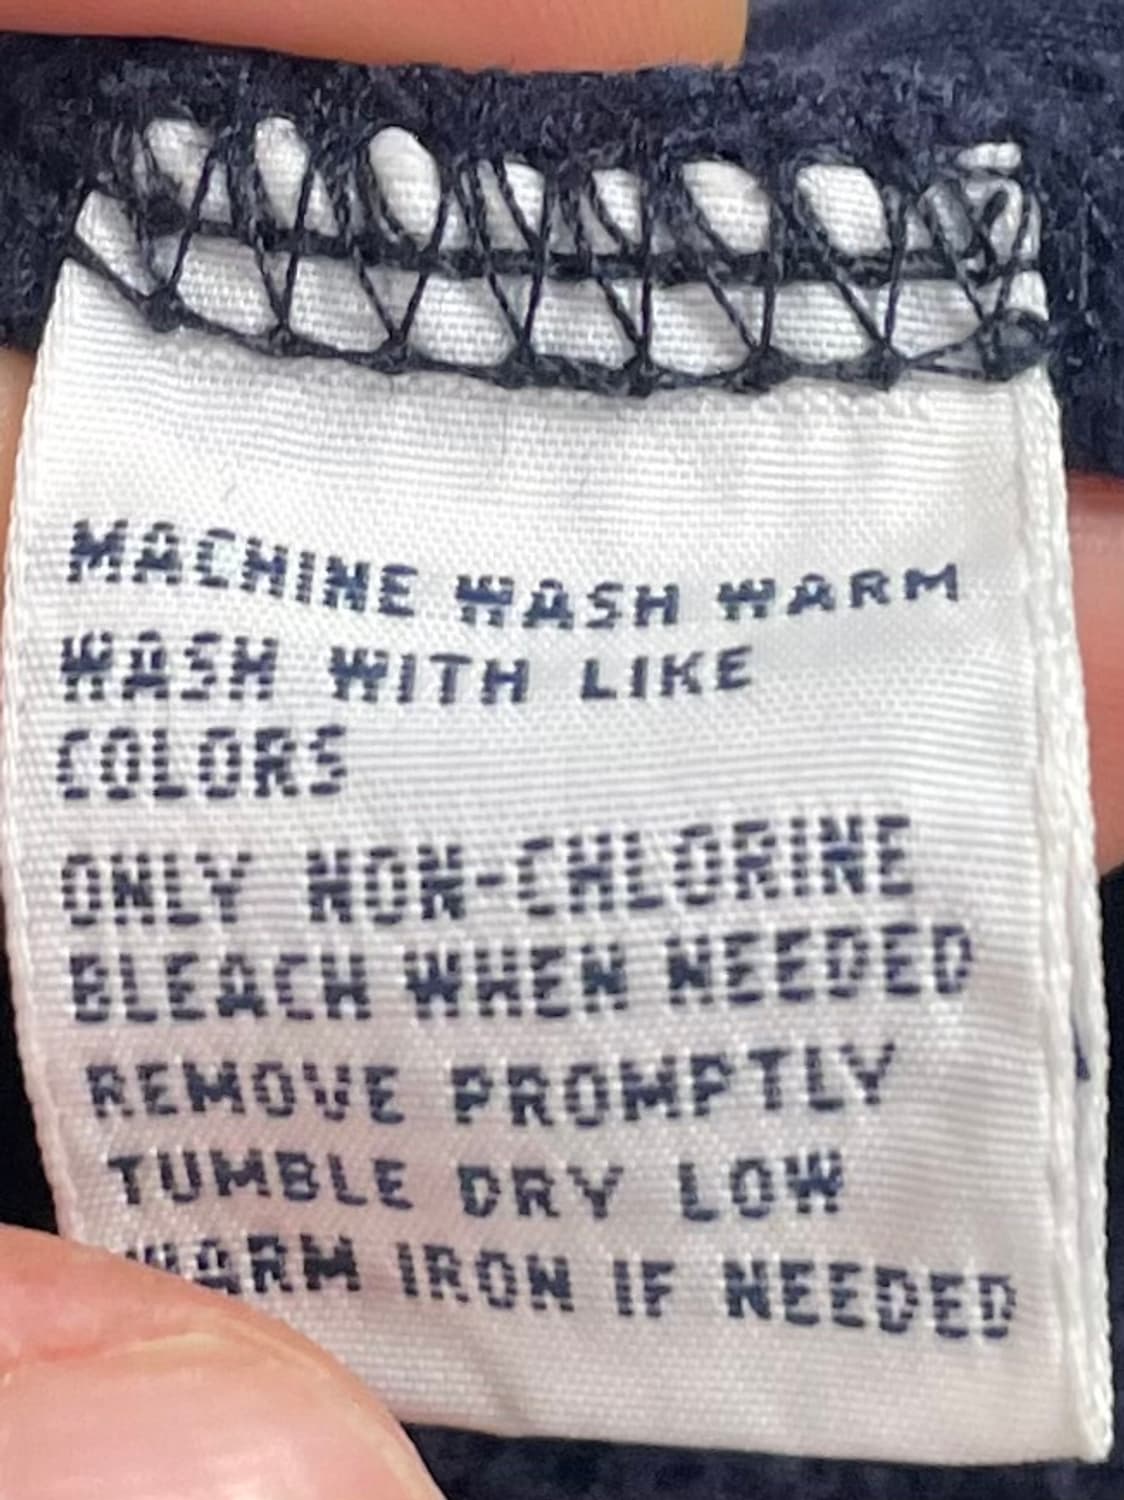 MACHINE WASH WARM
WASH WITH LIKE
COLORS
ONLY NON-CHLORINE
BLEACH WHEN NEEDED
REMOVE PROMPTLY
TUMBLE DRY LOW
WARM IRON IF NEEDED